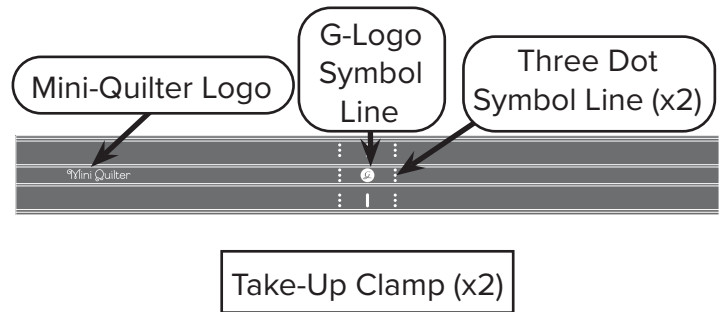 G-Logo
Symbol
Line
Three Dot
Symbol Line (x2)
Mini-Quilter Logo
Mini Quilter
G
Take-Up Clamp (x2)